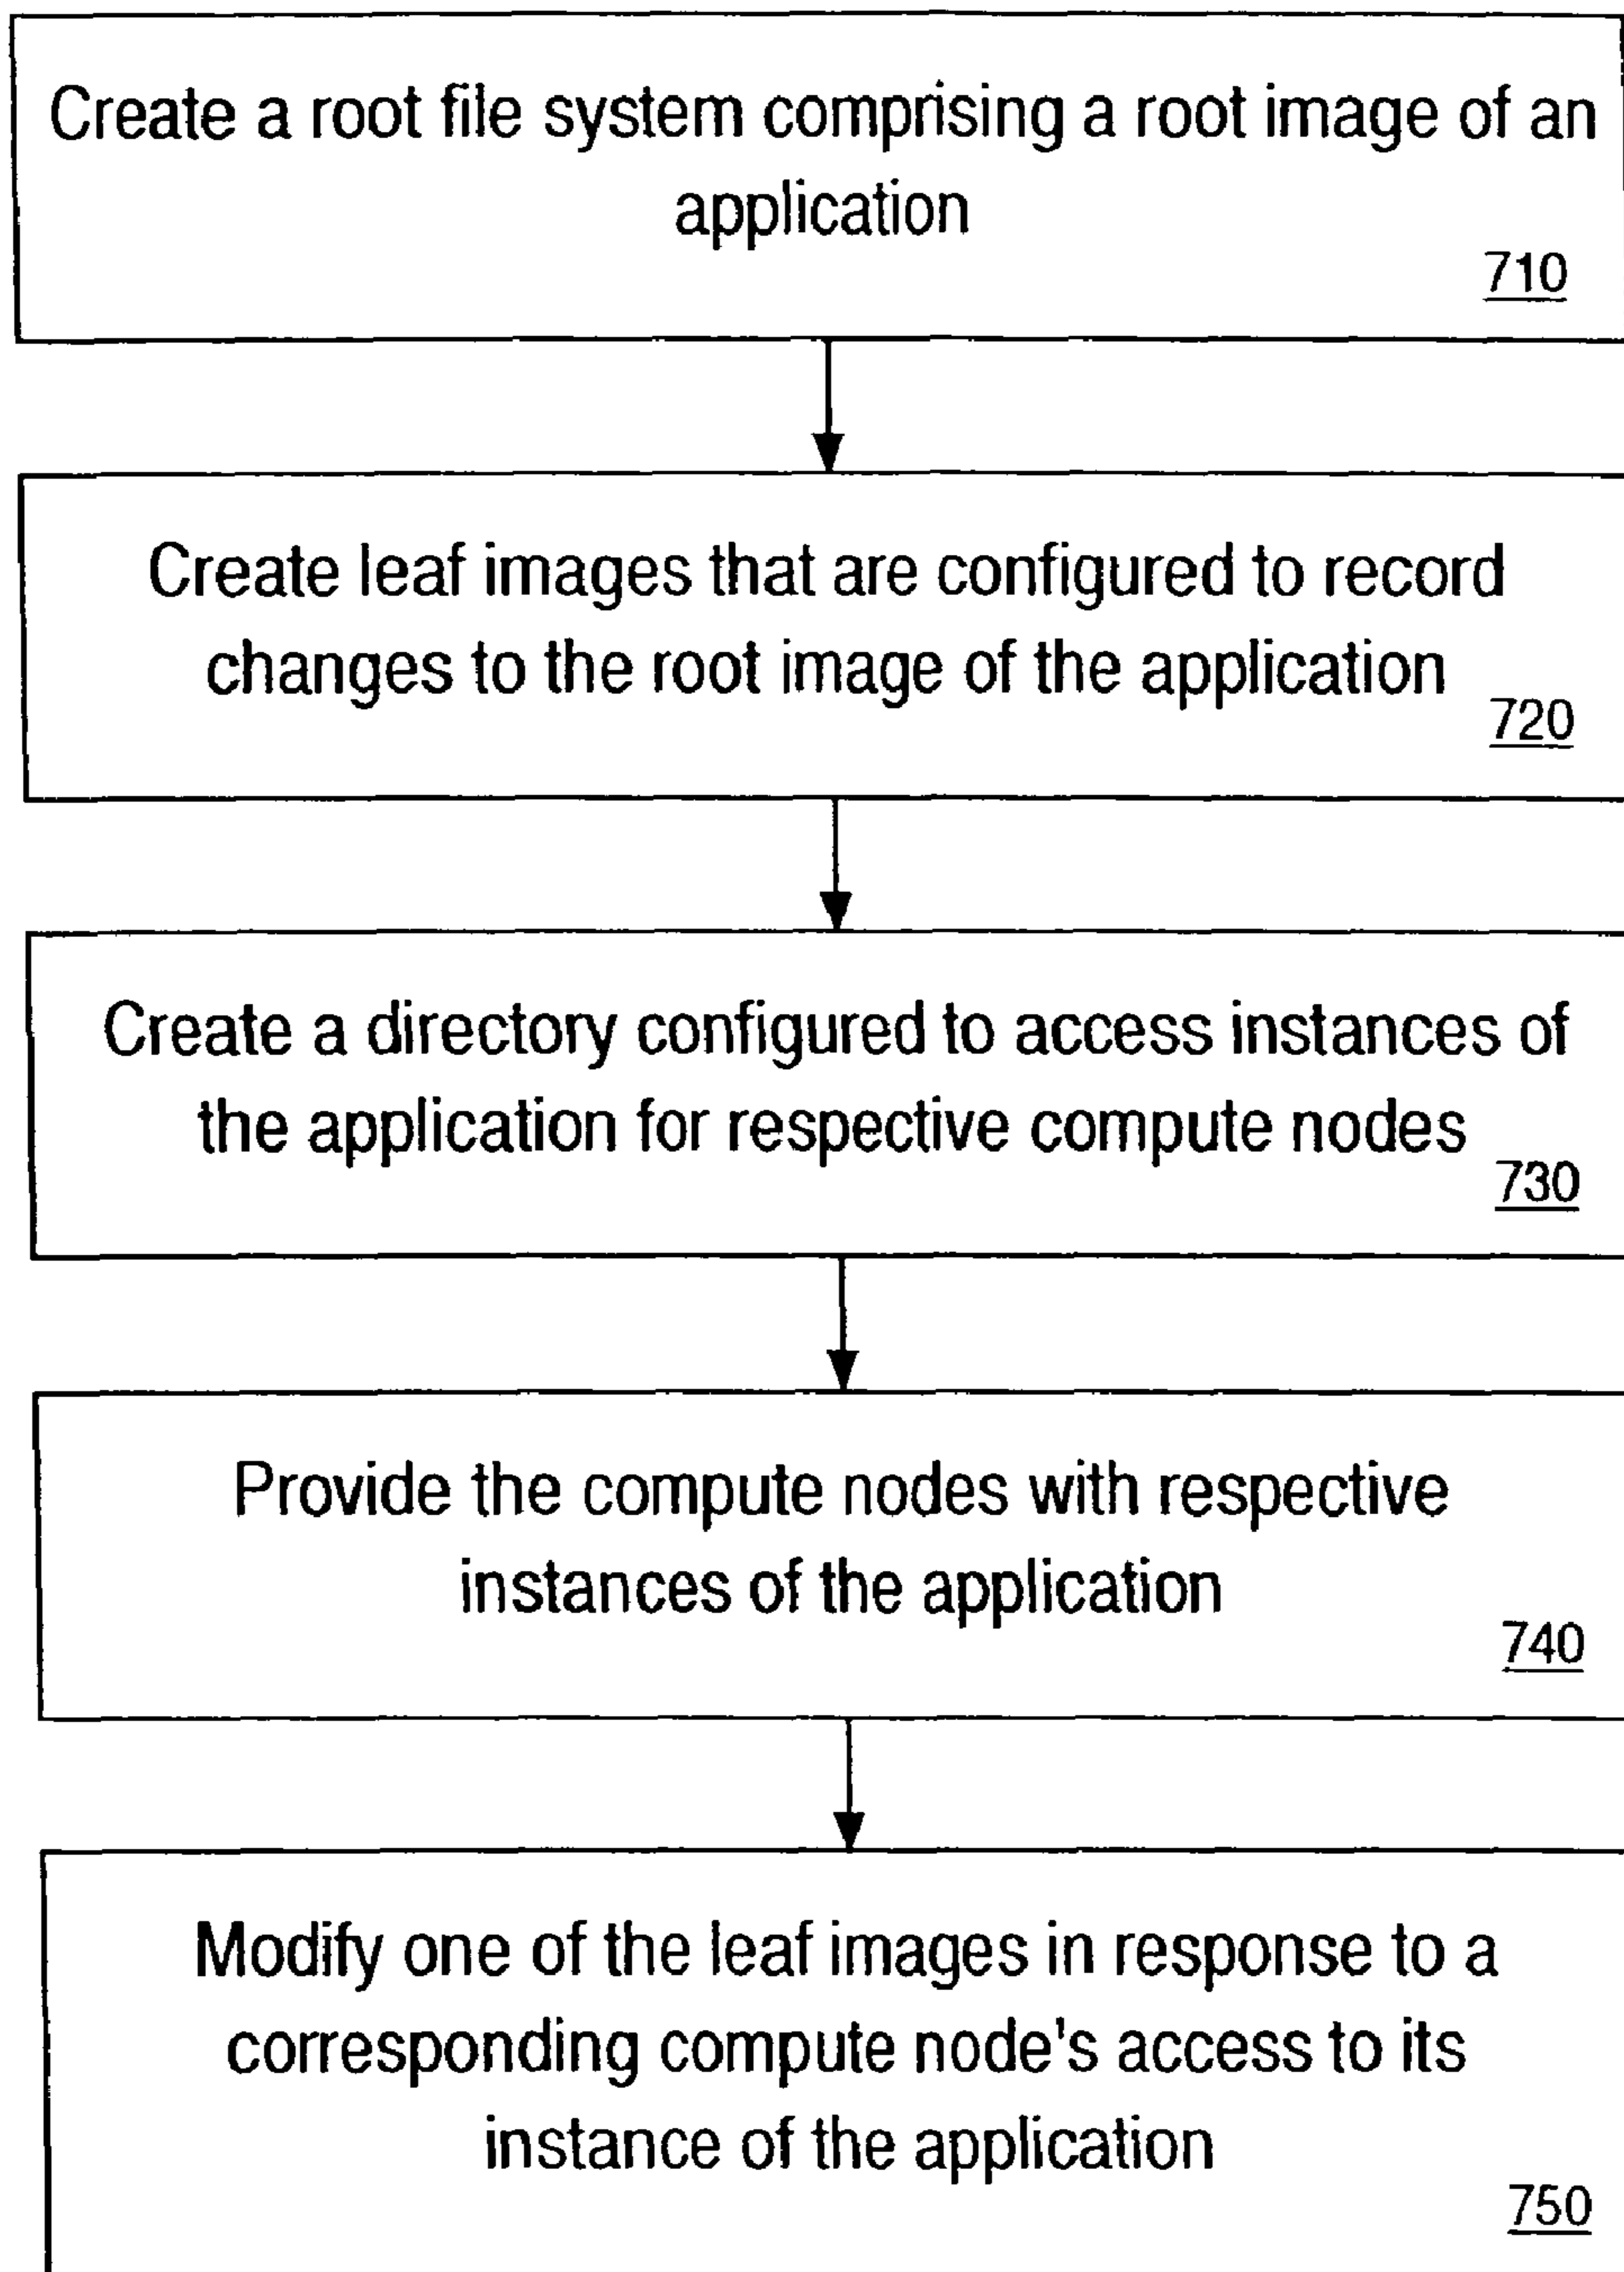 Create a root file system comprising a root image of an
application
710
Create leaf images that are configured to record
changes to the root image of the application
720
Create a directory configured to access instances of
the application for respective compute nodes
730
Provide the compute nodes with respective
instances of the application
740
Modify one of the leaf images in response to a
corresponding compute node's access to its
instance of the application
750